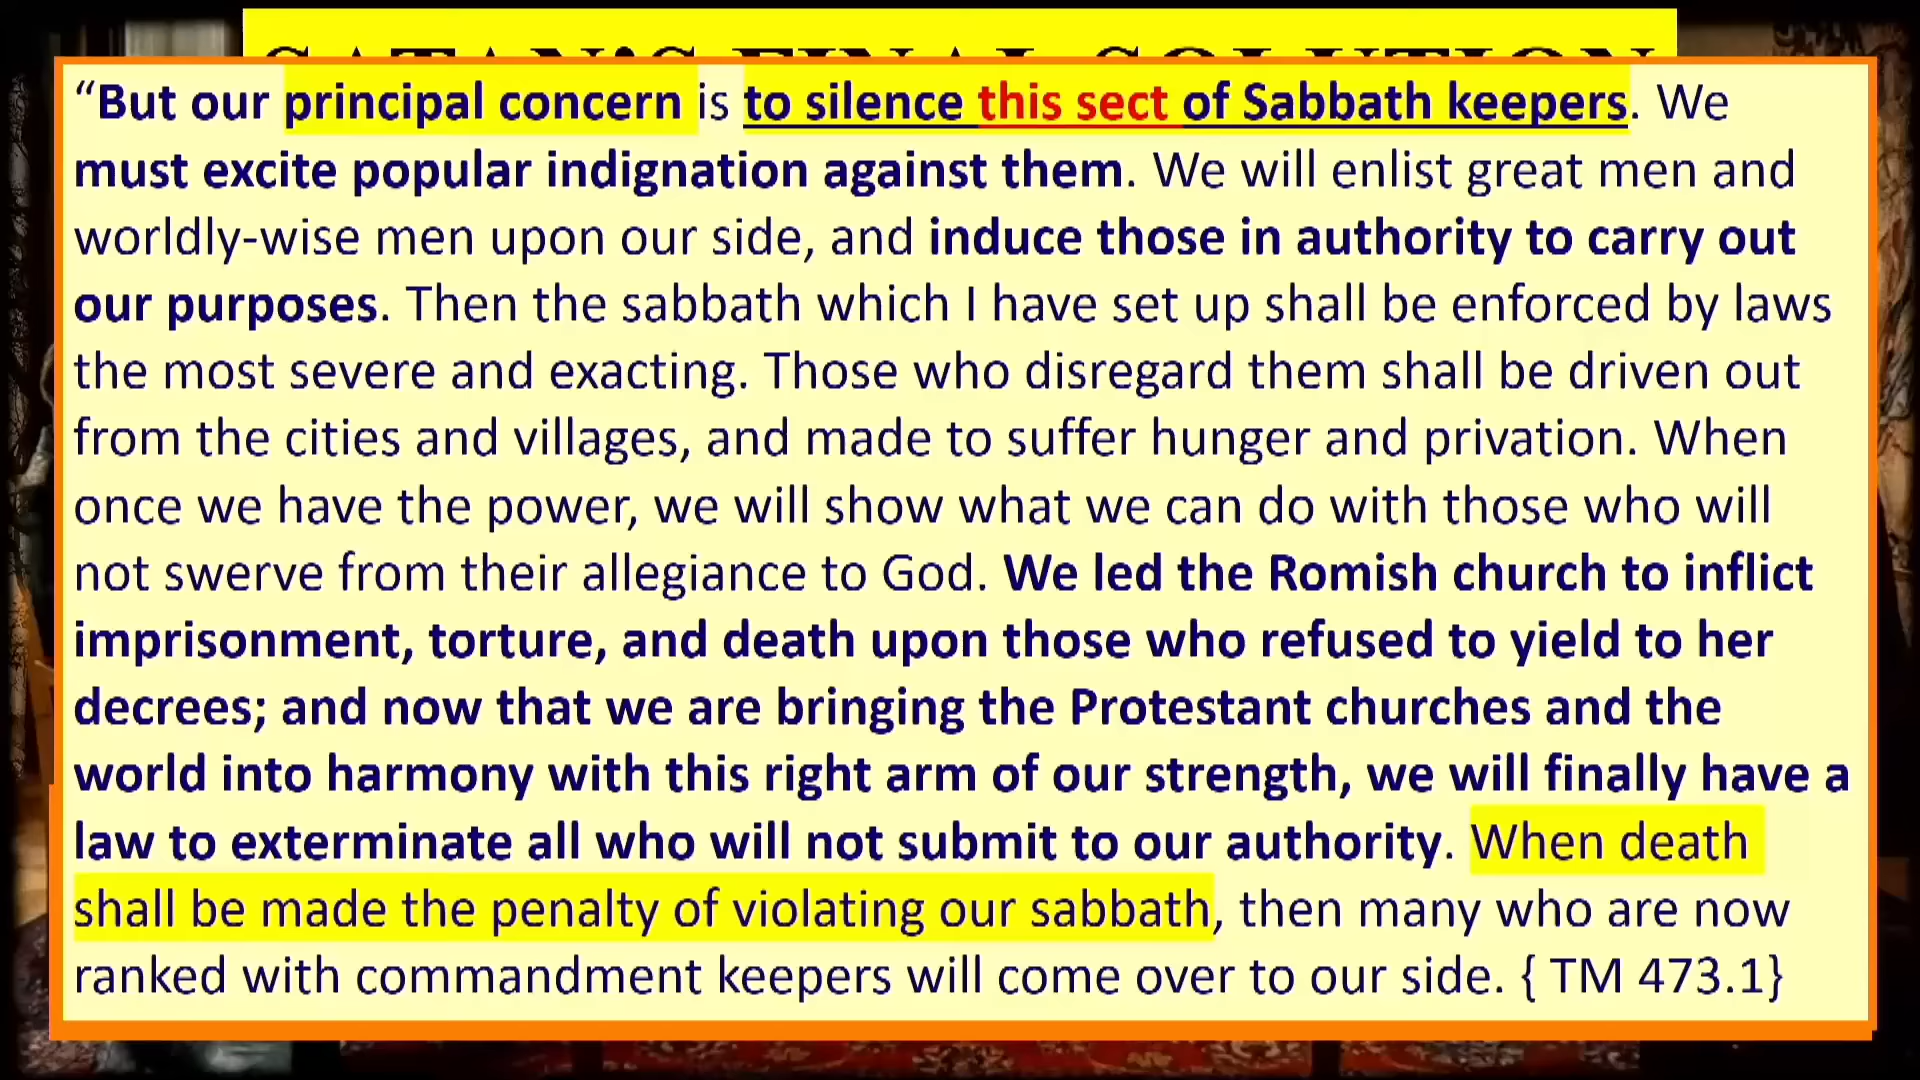 SATAN'S FINAL SOLUTION
“But our principal concern is to silence this sect of Sabbath keepers. We
must excite popular indignation against them. We will enlist great men and
worldly-wise men upon our side, and induce those in authority to carry out
our purposes. Then the sabbath which I have set up shall be enforced by laws
the most severe and exacting. Those who disregard them shall be driven out
from the cities and villages, and made to suffer hunger and privation. When
once we have the power, we will show what we can do with those who will
not swerve from their allegiance to God. We led the Romish church to inflict
imprisonment, torture, and death upon those who refused to yield to her
decrees; and now that we are bringing the Protestant churches and the
world into harmony with this right arm of our strength, we will finally have a
law to exterminate all who will not submit to our authority. When death
shall be made the penalty of violating our sabbath, then many who are now
ranked with commandment keepers will come over to our side. { TM 473.1}